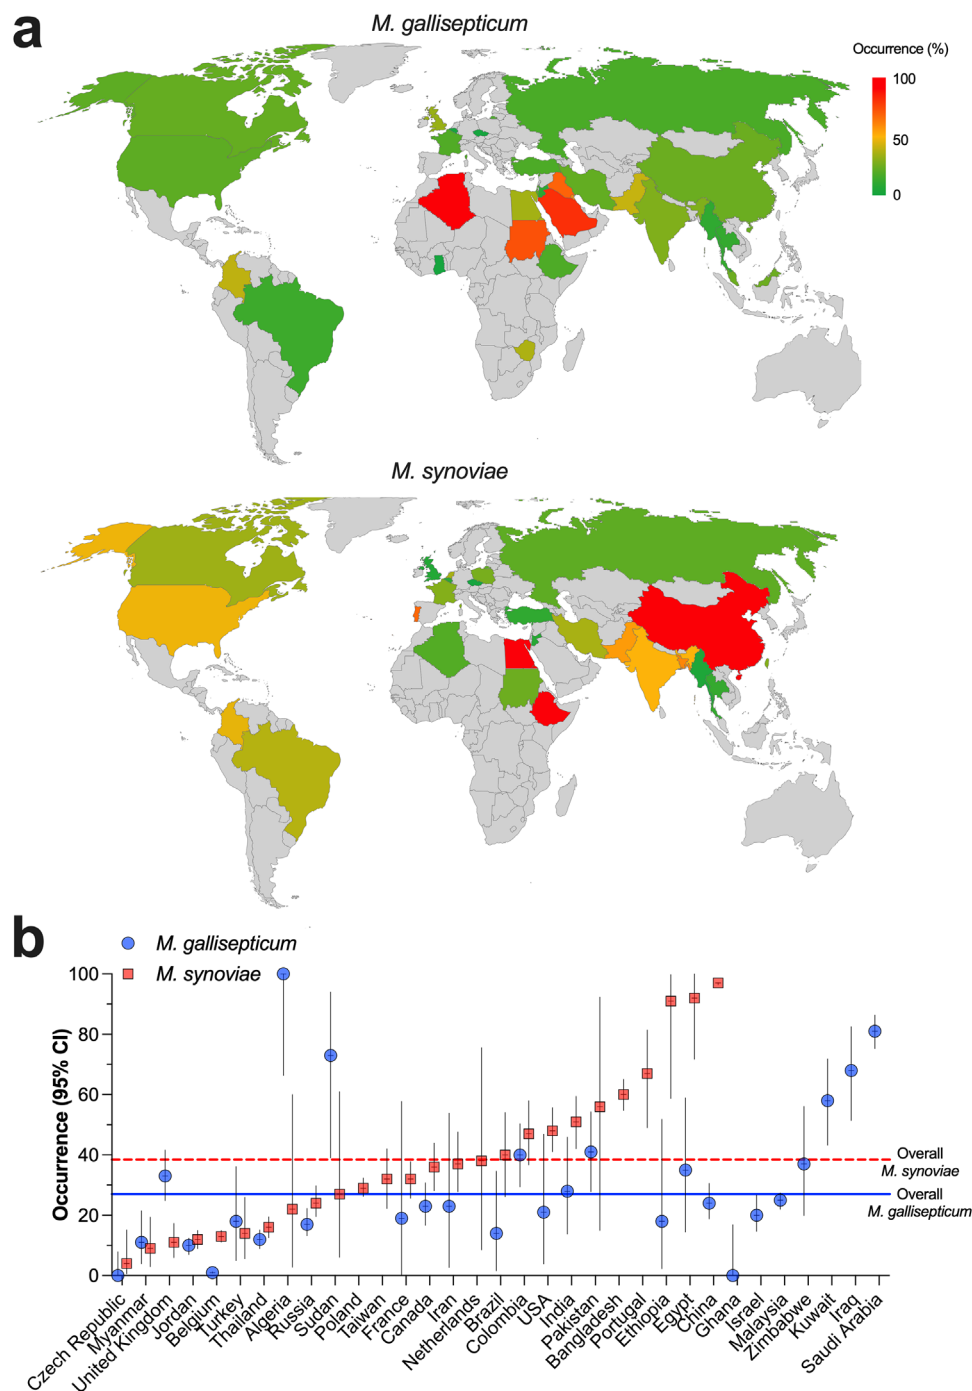 a
M. gallisepticum
Occurrence (%)
100
50
0
M. synoviae
b
M. gallisepticum
M. synoviae
Occurrence (95% CI)
100
80
60
40
20
0
Overall
M. synoviae
Overall
M. gallisepticum
Czech Republic
Myanmar
United Kingdom
Jordan
Belgium
Turkey
Thailand
Algeria
Russia
Sudan
Poland
Taiwan
France
Canada
Iran
Netherlands
Brazil
Colombia
USA
India
Pakistan
Bangladesh
Portugal
Ethiopia
Egypt
China
Ghana
Israel
Malaysia
Zimbabwe
Kuwait
Iraq
Saudi Arabia